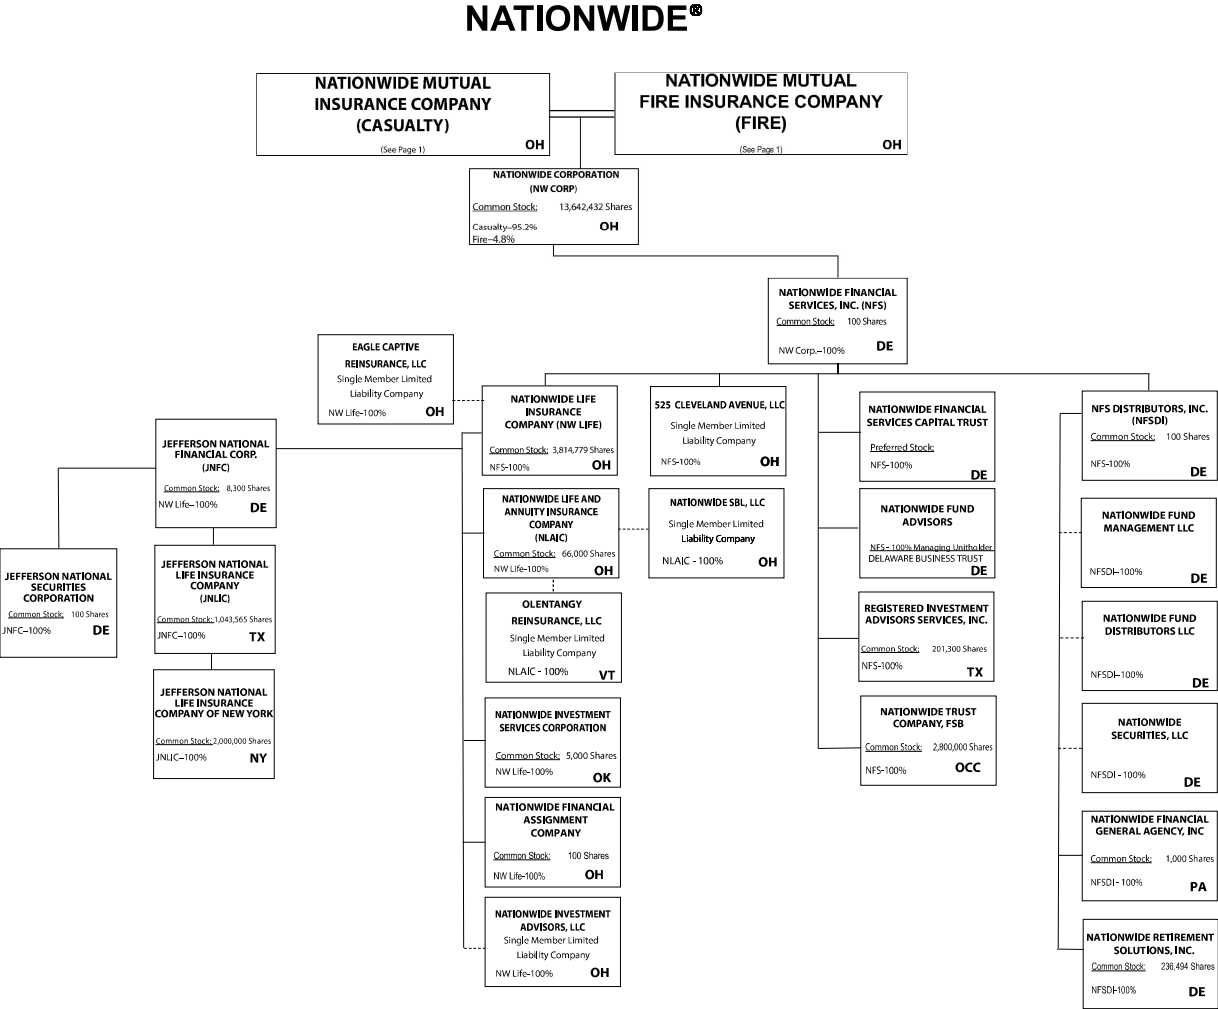 NATIONWIDE®
NATIONWIDE MUTUAL
INSURANCE COMPANY
(CASUALTY)
(See Page 1)
OH
NATIONWIDE MUTUAL
FIRE INSURANCE COMPANY
(FIRE)
(See Page 1)
OH
NATIONWIDE CORPORATION
(NW CORP)
Common Stock: 13,642,432 Shares
Casualty–95.2% OH
Fire–4.8%
NATIONWIDE FINANCIAL
SERVICES, INC. (NFS)
Common Stock: 100 Shares
NW Corp.–100% DE
EAGLE CAPTIVE
REINSURANCE, LLC
Single Member Limited
Liability Company
NW Life-100% OH
NATIONWIDE LIFE
INSURANCE
COMPANY (NW LIFE)
Common Stock: 3,814,779 Shares
NFS-100% OH
525 CLEVELAND AVENUE, LLC
Single Member Limited
Liability Company
NFS-100% OH
NATIONWIDE FINANCIAL
SERVICES CAPITAL TRUST
Preferred Stock:
NFS-100%
DE
NFS DISTRIBUTORS, INC.
(NFSDI)
Common Stock: 100 Shares
NFS-100%
DE
JEFFERSON NATIONAL
FINANCIAL CORP.
(JNFC)
Common Stock: 8,300 Shares
NW Life–100% DE
NATIONWIDE LIFE AND
ANNUITY INSURANCE
COMPANY
(NLAIC)
Common Stock: 66,000 Shares
NW Life-100% OH
NATIONWIDE SBL, LLC
Single Member Limited
Liability Company
NLAIC - 100% OH
NATIONWIDE FUND
ADVISORS
NFS- 100% Managing Unitholder
DELAWARE BUSINESS TRUST
DE
NATIONWIDE FUND
MANAGEMENT LLC
NFSDI–100%
DE
JEFFERSON NATIONAL
SECURITIES
CORPORATION
Common Stock: 100 Shares
JNFC–100% DE
JEFFERSON NATIONAL
LIFE INSURANCE
COMPANY
(JNLIC)
Common Stock: 1,043,565 Shares
JNFC–100% TX
OLENTANGY
REINSURANCE, LLC
Single Member Limited
Liability Company
NLAIC - 100% VT
REGISTERED INVESTMENT
ADVISORS SERVICES, INC.
Common Stock: 201,300 Shares
NFS-100%
TX
NATIONWIDE FUND
DISTRIBUTORS LLC
NFSDI–100%
DE
JEFFERSON NATIONAL
LIFE INSURANCE
COMPANY OF NEW YORK
Common Stock: 2,000,000 Shares
JNLIC–100% NY
NATIONWIDE INVESTMENT
SERVICES CORPORATION
Common Stock: 5,000 Shares
NW Life-100% OK
NATIONWIDE TRUST
COMPANY, FSB
Common Stock: 2,800,000 Shares
NFS-100% OCC
NATIONWIDE
SECURITIES, LLC
NFSDI - 100% DE
NATIONWIDE FINANCIAL
ASSIGNMENT
COMPANY
Common Stock: 100 Shares
NW Life-100% OH
NATIONWIDE FINANCIAL
GENERAL AGENCY, INC
Common Stock: 1,000 Shares
NFSDI - 100% PA
NATIONWIDE INVESTMENT
ADVISORS, LLC
Single Member Limited
Liability Company
NW Life-100% OH
NATIONWIDE RETIREMENT
SOLUTIONS, INC.
Common Stock: 236,494 Shares
NFSDI-100% DE